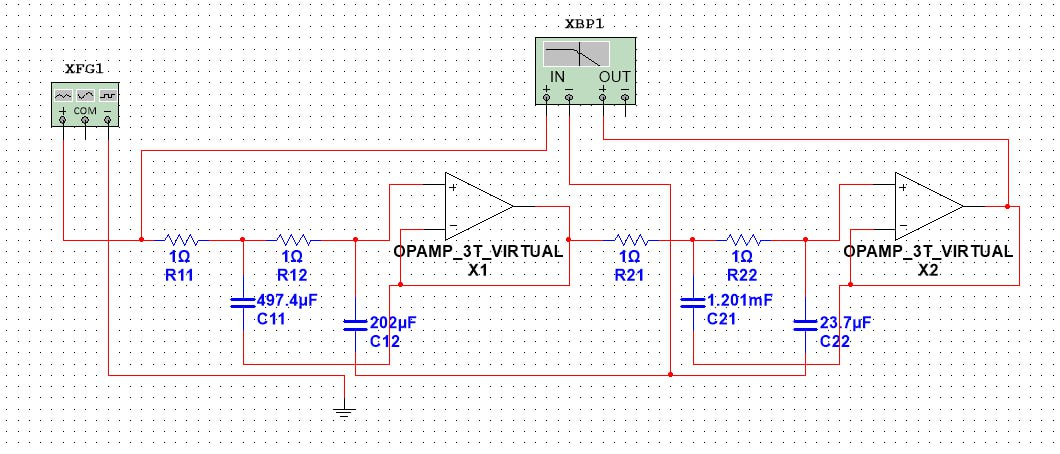 XBP1
XFG1
IN OUT
+ − + −
COM
+ −
+
−
OPAMP_3T_VIRTUAL
X1
+
−
OPAMP_3T_VIRTUAL
X2
1Ω
R11
1Ω
R12
1Ω
R21
1Ω
R22
497.4µF
C11
202µF
C12
1.201mF
C21
23.7µF
C22